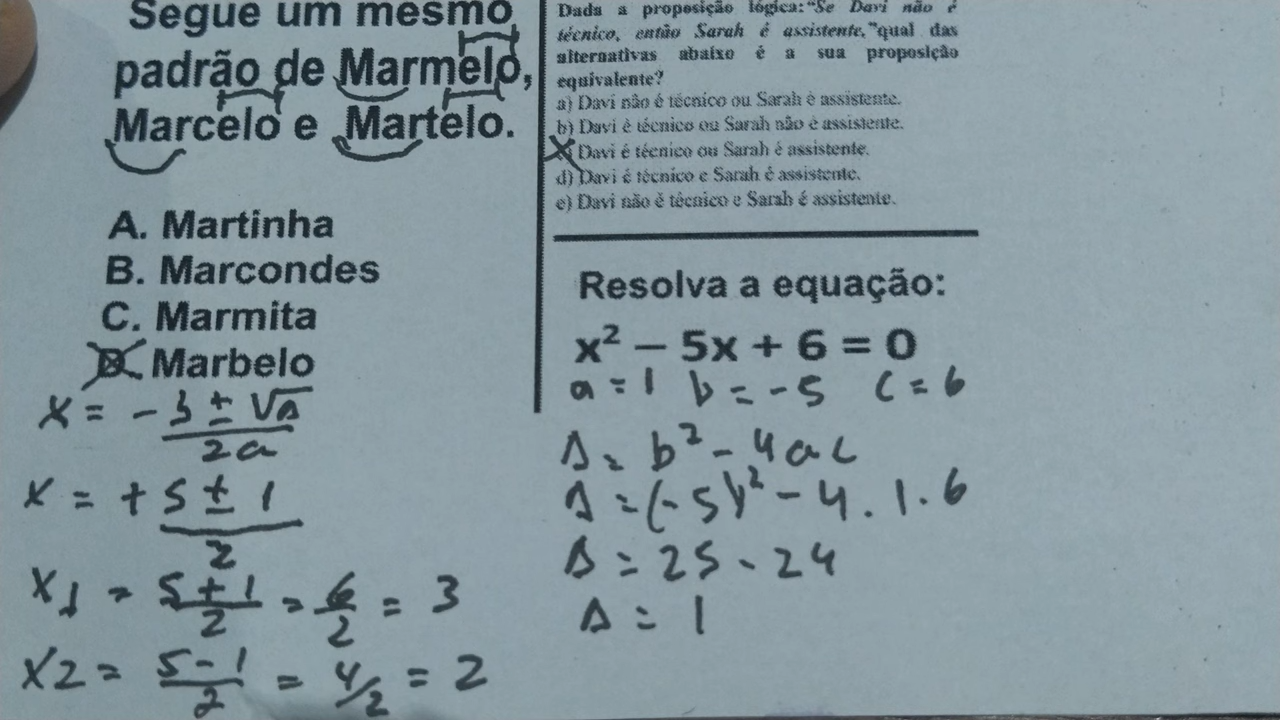 Segue um mesmo
padrão de Marmelo,
Marcelo e Martelo.
A. Martinha
B. Marcondes
C. Marmita
D. Marbelo
x = -b ± √Δ
2a
x = + 5 ± 1
2
x1 = 5+1 = 6 = 3
2 2
x2 = 5-1 = 4/2 = 2
2
Dada a proposição lógica:"Se Davi não é
técnico, então Sarah é assistente,"qual das
alternativas abaixo é a sua proposição
equivalente?
a) Davi não é técnico ou Sarah é assistente.
b) Davi é técnico ou Sarah não é assistente.
c) Davi é técnico ou Sarah é assistente.
d) Davi é técnico e Sarah é assistente.
e) Davi não é técnico e Sarah é assistente.
Resolva a equação:
x² – 5x + 6 = 0
a = 1 b = -5 c = 6
Δ = b² - 4ac
Δ = (-5)² - 4.1.6
Δ = 25 - 24
Δ = 1